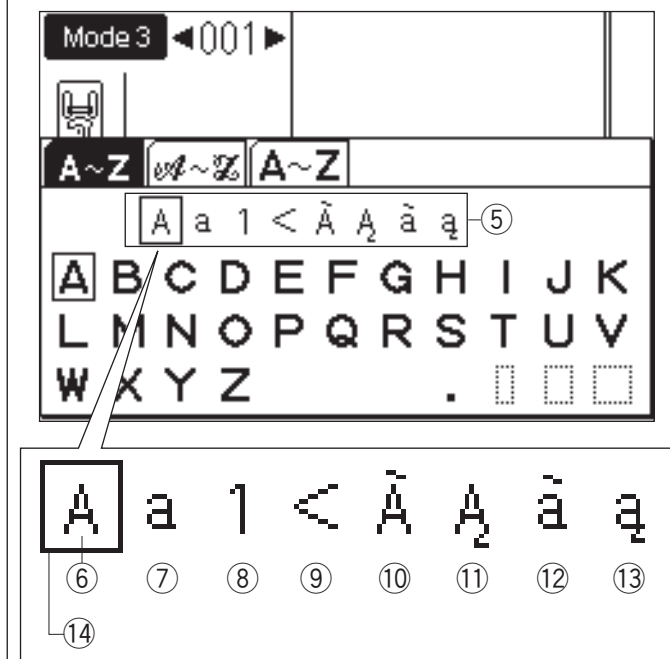 Mode 3 ◄001►
A~Z 𝒜~𝒵 A~Z
A a 1 < Ã Ą ã ą ⑤
A B C D E F G H I J K
L M N O P Q R S T U V
W X Y Z .
A a 1 < Ã Ą ã ą
⑥ ⑦ ⑧ ⑨ ⑩ ⑪ ⑫ ⑬
⑭